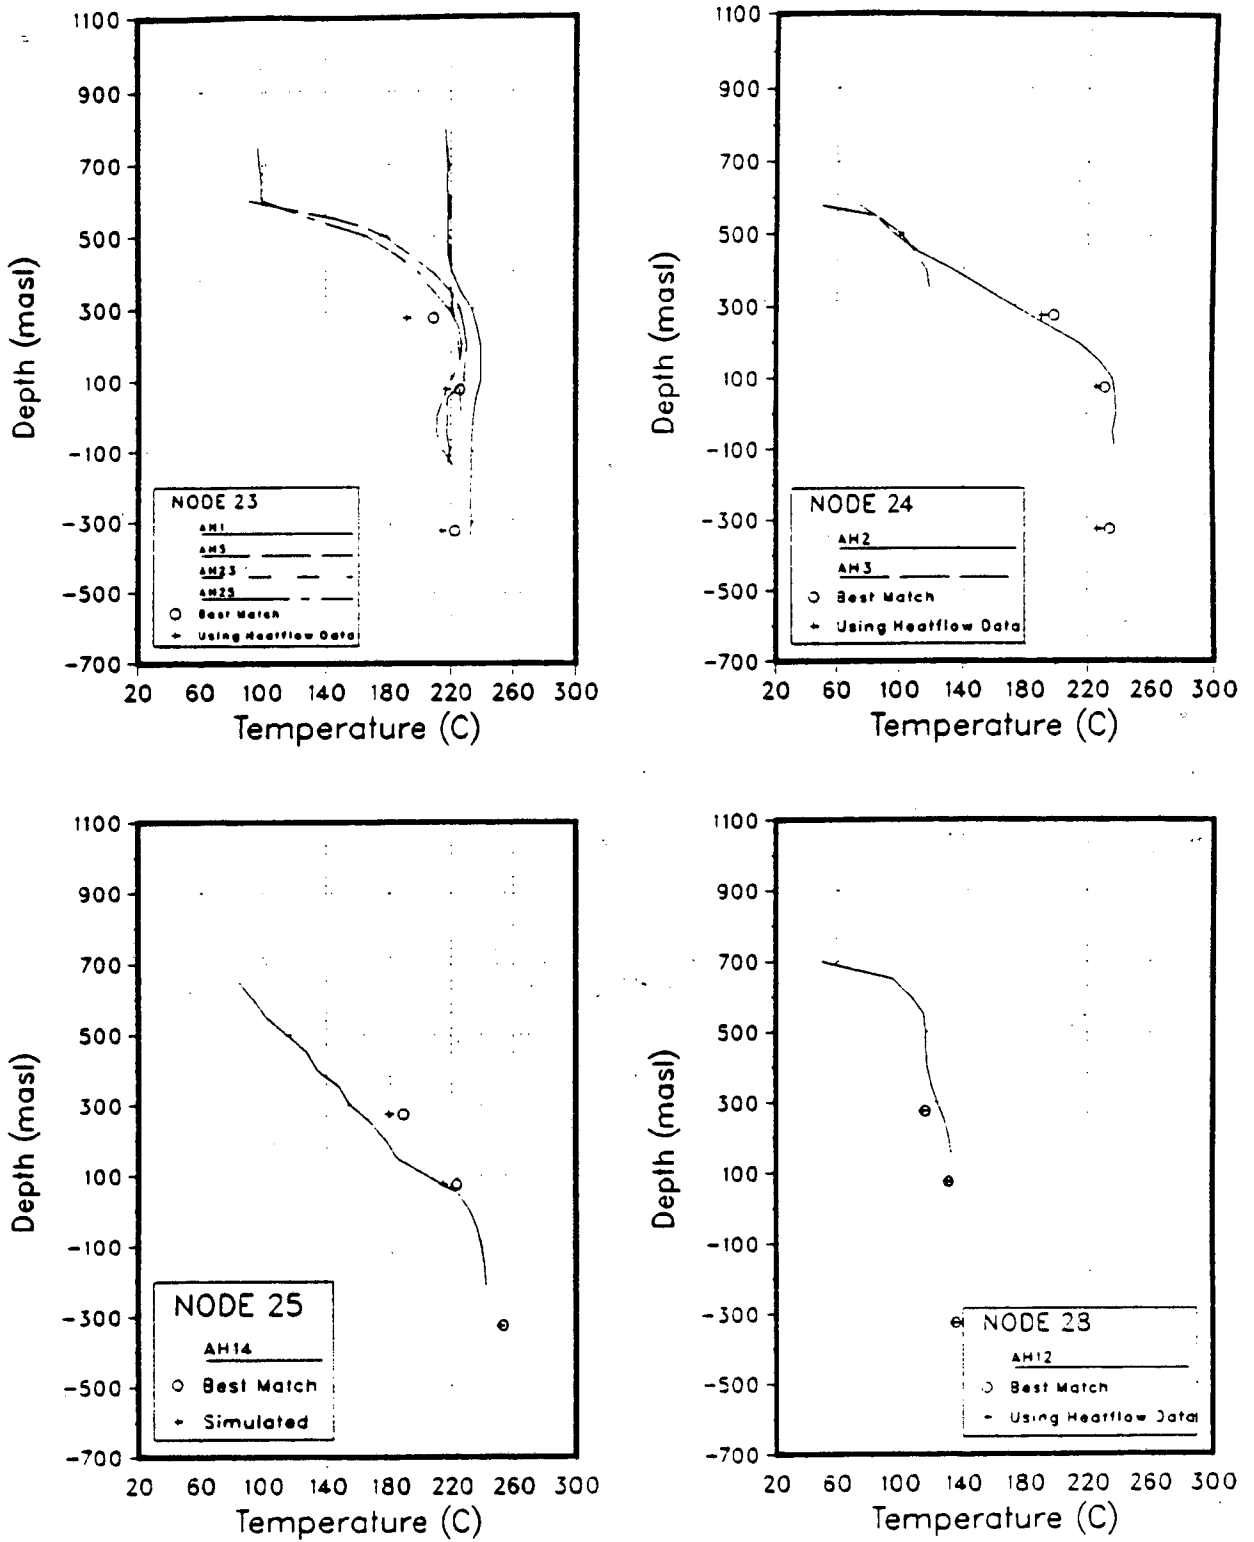 1100
900
700
500
300
100
-100
-300
-500
-700
Depth (masl)
NODE 23
AH1
AH5
AH23
AH25
Best Match
Using Heatflow Data
20 60 100 140 180 220 260 300
Temperature (C)
1100
900
700
500
300
100
-100
-300
-500
-700
Depth (masl)
NODE 24
AH2
AH3
Best Match
Using Heatflow Data
20 60 100 140 180 220 260 300
Temperature (C)
1100
900
700
500
300
100
-100
-300
-500
-700
Depth (masl)
NODE 25
AH14
Best Match
Simulated
20 60 100 140 180 220 260 300
Temperature (C)
1100
900
700
500
300
100
-100
-300
-500
-700
Depth (masl)
NODE
AH12
Best Match
Using Heatflow Data
20 60 100 140 180 220 260 300
Temperature (C)